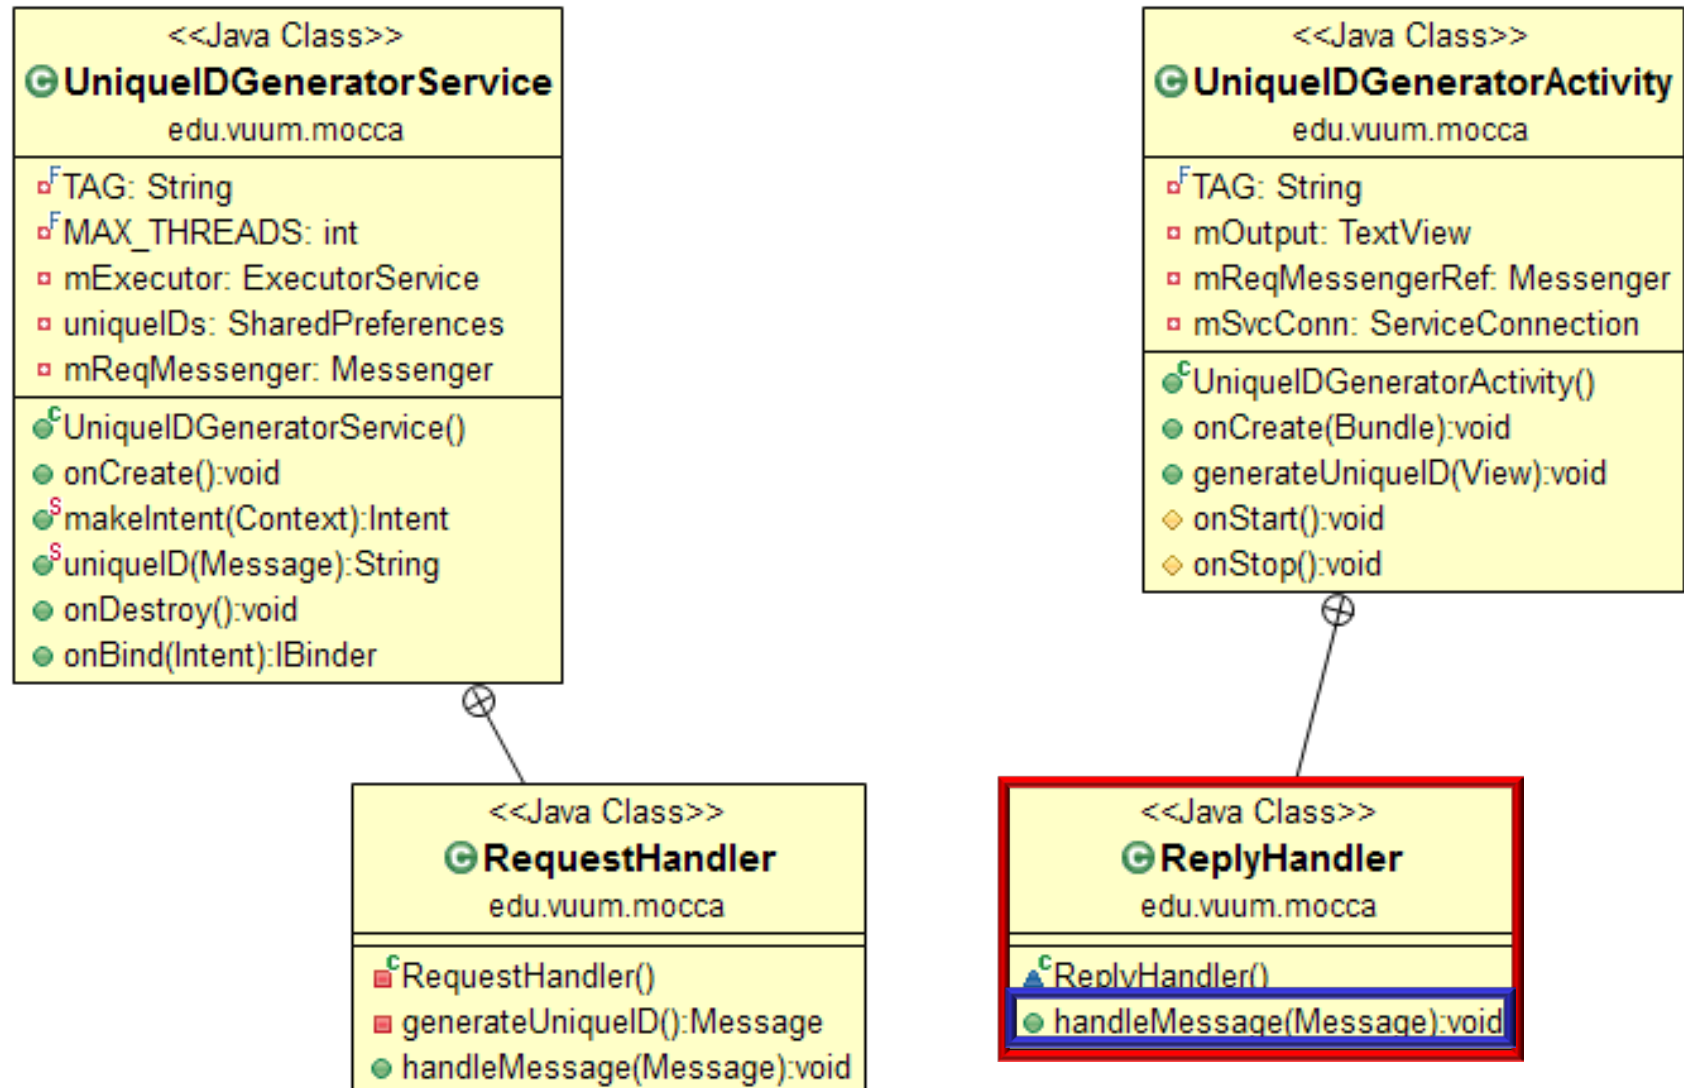 <<Java Class>>
UniqueIDGeneratorService
edu.vuum.mocca
TAG: String
MAX_THREADS: int
mExecutor: ExecutorService
uniqueIDs: SharedPreferences
mReqMessenger: Messenger
UniqueIDGeneratorService()
onCreate():void
makeIntent(Context):Intent
uniqueID(Message):String
onDestroy():void
onBind(Intent):IBinder
<<Java Class>>
UniqueIDGeneratorActivity
edu.vuum.mocca
TAG: String
mOutput: TextView
mReqMessengerRef: Messenger
mSvcConn: ServiceConnection
UniqueIDGeneratorActivity()
onCreate(Bundle):void
generateUniqueID(View):void
onStart():void
onStop():void
<<Java Class>>
RequestHandler
edu.vuum.mocca
RequestHandler()
generateUniqueID():Message
handleMessage(Message):void
<<Java Class>>
ReplyHandler
edu.vuum.mocca
ReplyHandler()
handleMessage(Message):void